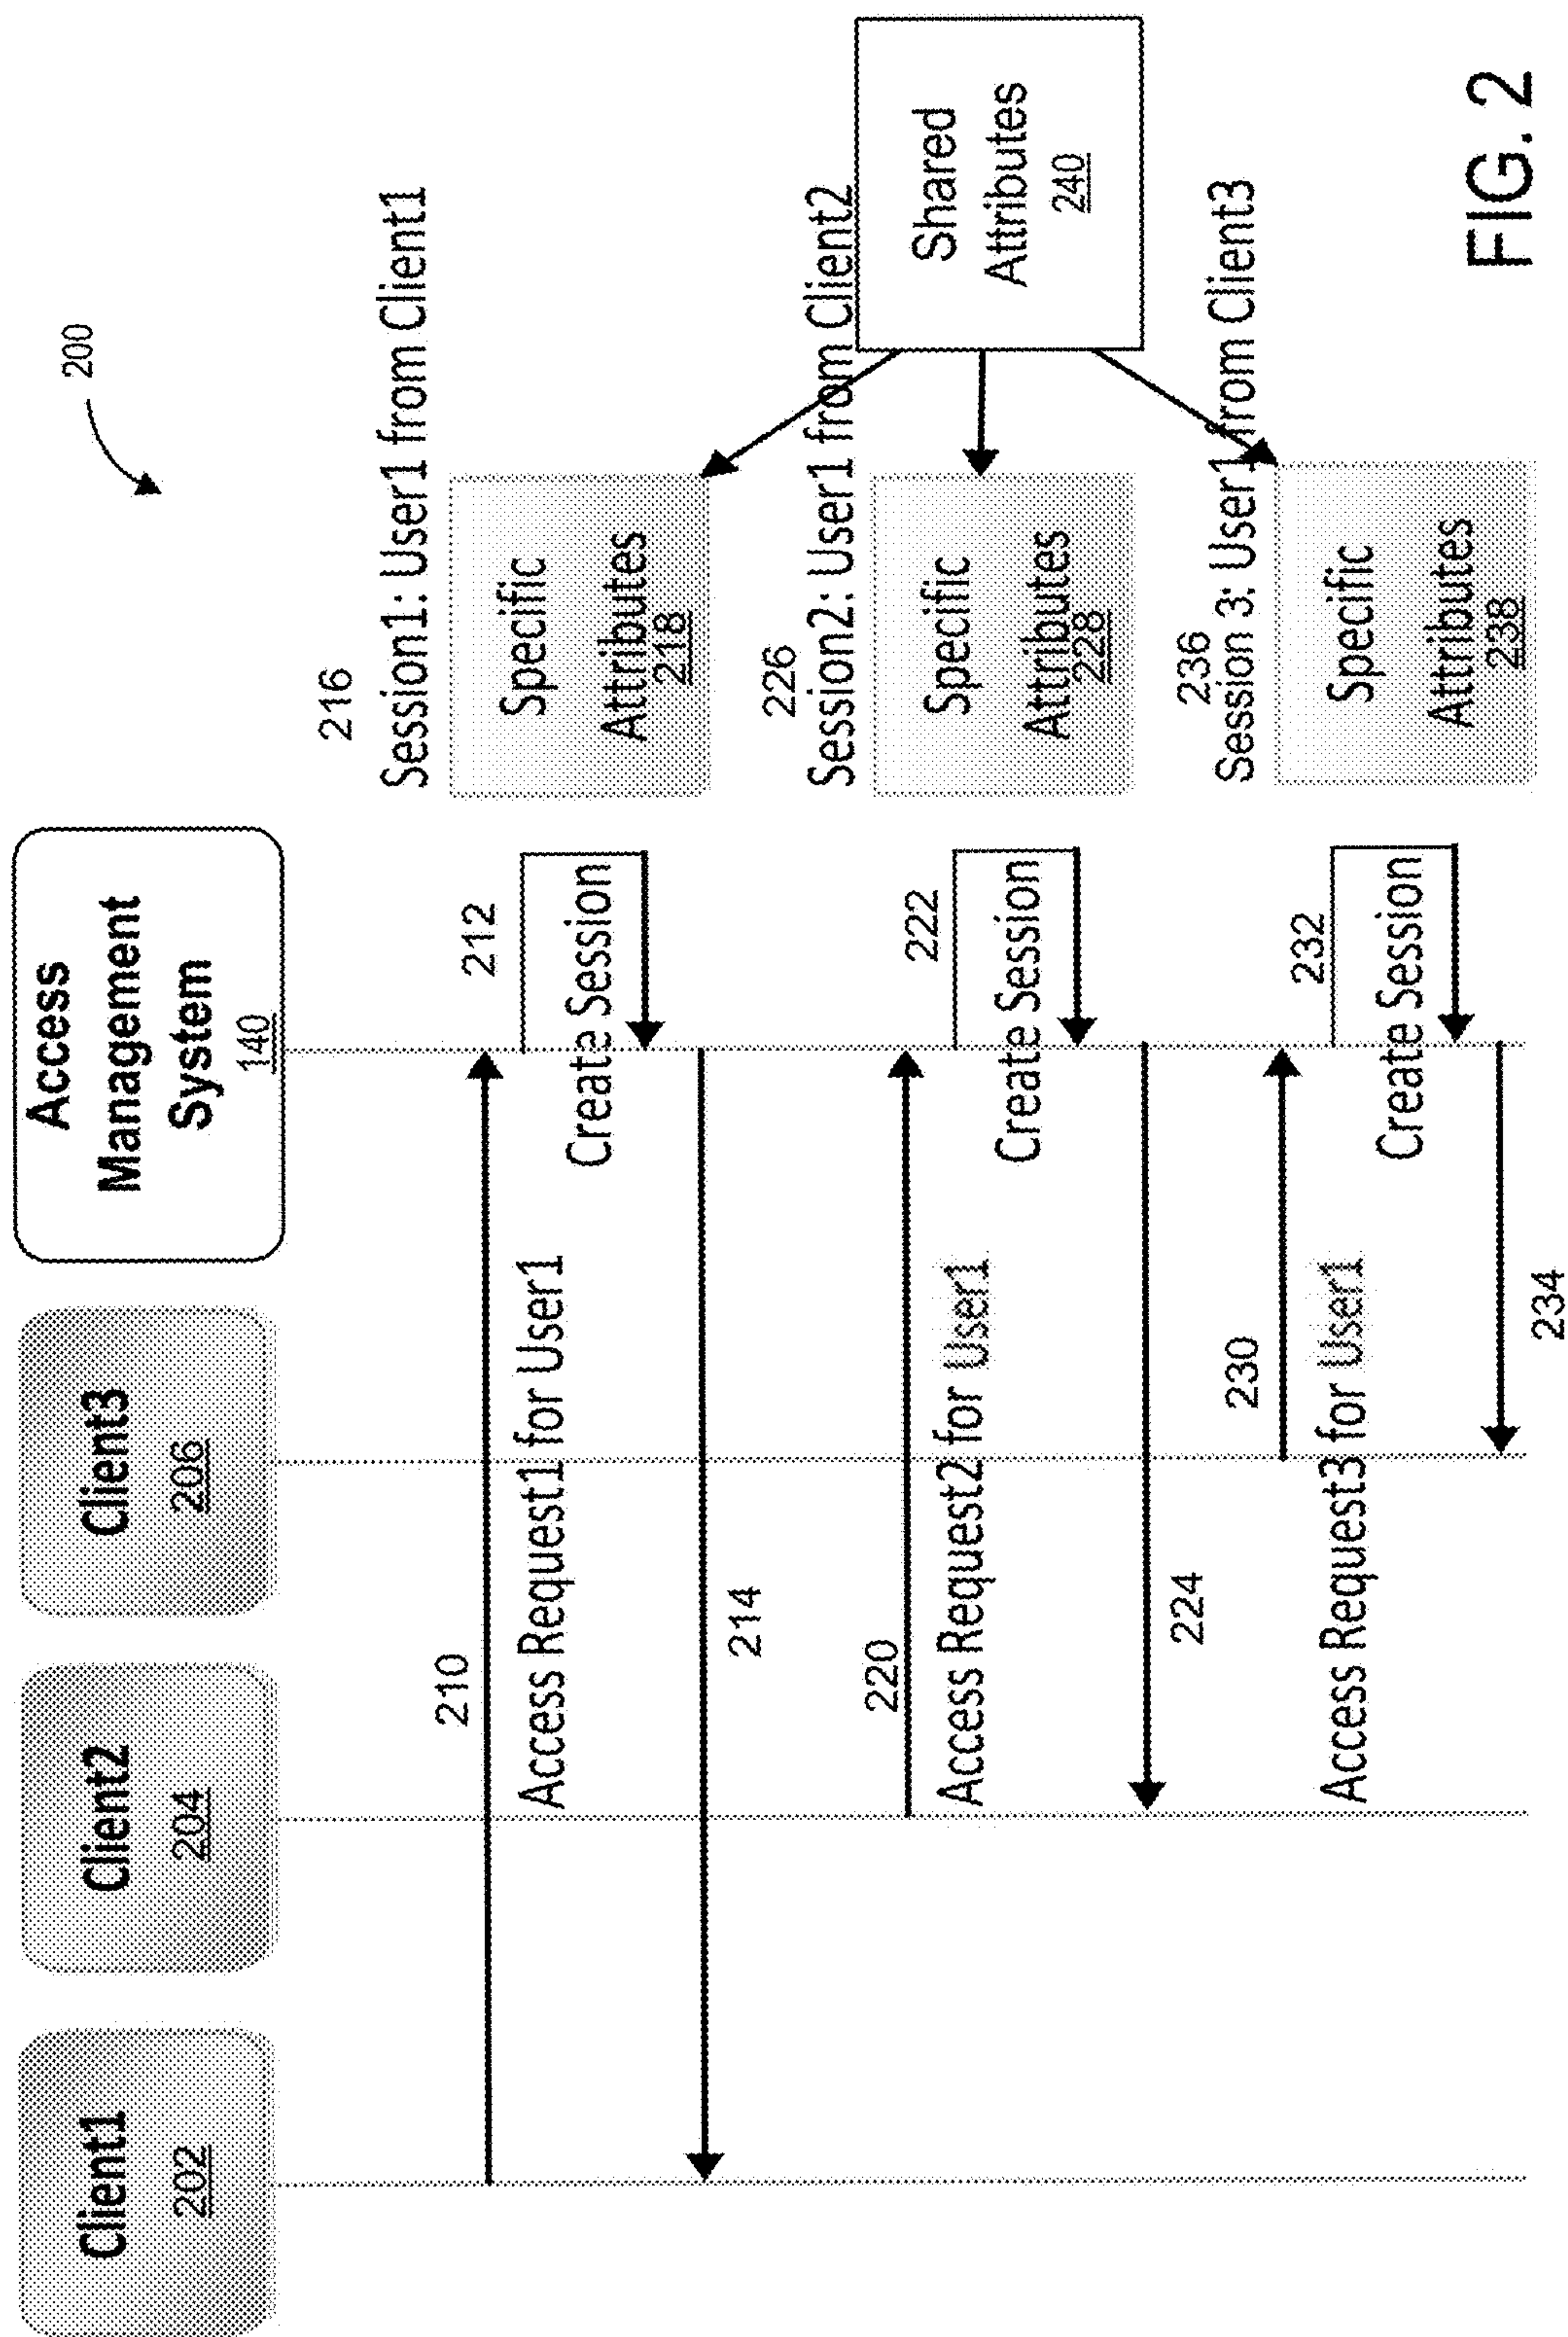 200
Client1
202
Client2
204
Client3
206
Access
Management
System
140
210
Access Request1 for User1
212
Create Session
214
216
Session1: User1 from Client1
Specific
Attributes
218
220
Access Request2 for User1
222
Create Session
224
226
Session2: User1 from Client2
Specific
Attributes
228
Shared
Attributes
240
230
Access Request3 for User1
232
Create Session
234
236
Session 3: User1 from Client3
Specific
Attributes
238
FIG. 2